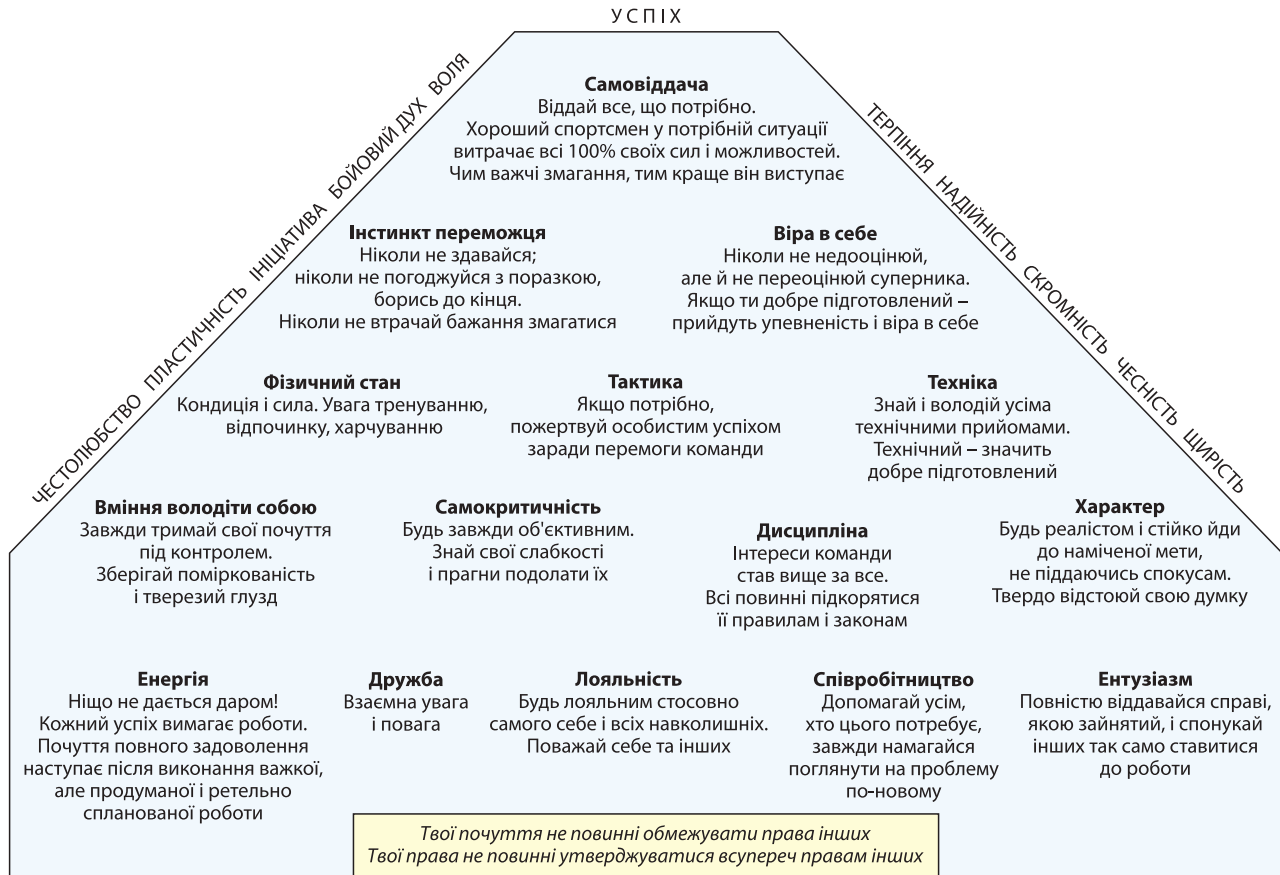 УСПІХ
ЧЕСТОЛЮБСТВО ПЛАСТИЧНІСТЬ ІНІЦІАТИВА БОЙОВИЙ ДУХ ВОЛЯ
ТЕРПІННЯ НАДІЙНІСТЬ СКРОМНІСТЬ ЧЕСНІСТЬ ЩИРІСТЬ
Самовіддача
Віддай все, що потрібно.
Хороший спортсмен у потрібній ситуації
витрачає всі 100% своїх сил і можливостей.
Чим важчі змагання, тим краще він виступає
Інстинкт переможця
Ніколи не здавайся;
ніколи не погоджуйся з поразкою,
борись до кінця.
Ніколи не втрачай бажання змагатися
Віра в себе
Ніколи не недооцінюй,
але й не переоцінюй суперника.
Якщо ти добре підготовлений –
прийдуть упевненість і віра в себе
Фізичний стан
Кондиція і сила. Увага тренуванню,
відпочинку, харчуванню
Тактика
Якщо потрібно,
пожертвуй особистим успіхом
заради перемоги команди
Техніка
Знай і володій усіма
технічними прийомами.
Технічний – значить
добре підготовлений
Вміння володіти собою
Завжди тримай свої почуття
під контролем.
Зберігай поміркованість
і тверезий глузд
Самокритичність
Будь завжди об'єктивним.
Знай свої слабкості
і прагни подолати їх
Дисципліна
Інтереси команди
став вище за все.
Всі повинні підкорятися
її правилам і законам
Характер
Будь реалістом і стійко йди
до наміченої мети,
не піддаючись спокусам.
Твердо відстоюй свою думку
Енергія
Ніщо не дається даром!
Кожний успіх вимагає роботи.
Почуття повного задоволення
наступає після виконання важкої,
але продуманої і ретельно
спланованої роботи
Дружба
Взаємна увага
і повага
Лояльність
Будь лояльним стосовно
самого себе і всіх навколишніх.
Поважай себе та інших
Співробітництво
Допомагай усім,
хто цього потребує,
завжди намагайся
поглянути на проблему
по-новому
Ентузіазм
Повністю віддавайся справі,
якою зайнятий, і спонукай
інших так само ставитися
до роботи
Твої почуття не повинні обмежувати права інших
Твої права не повинні утверджуватися всупереч правам інших